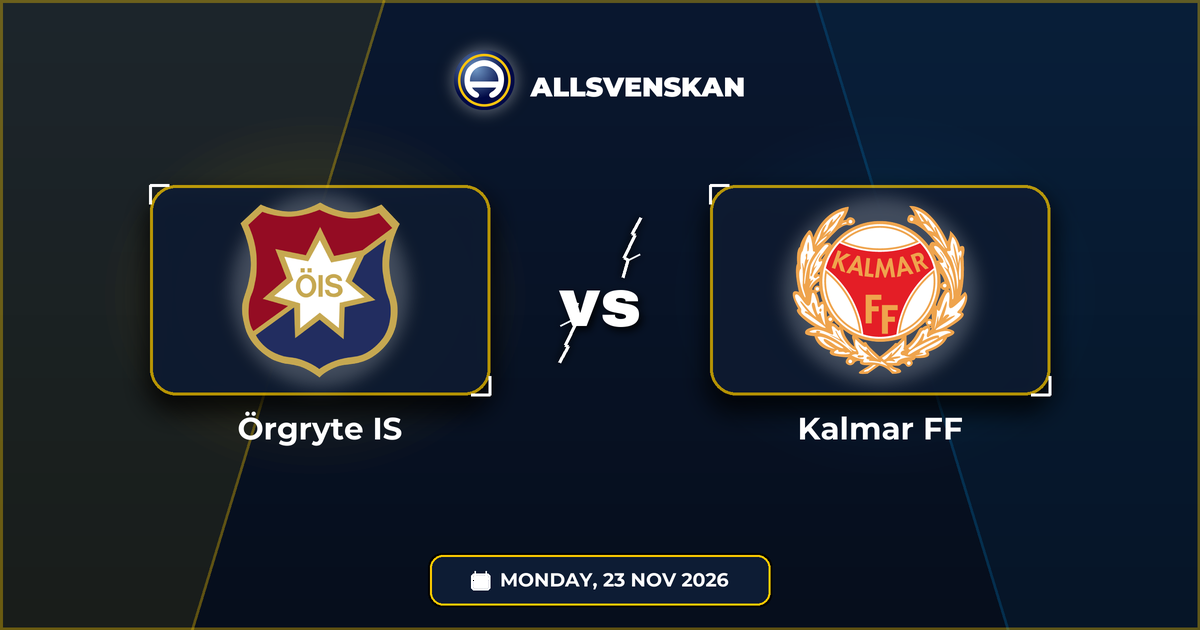 ALLSVENSKAN
ÖIS
VS
KALMAR
FF
Örgryte IS
Kalmar FF
MONDAY, 23 NOV 2026